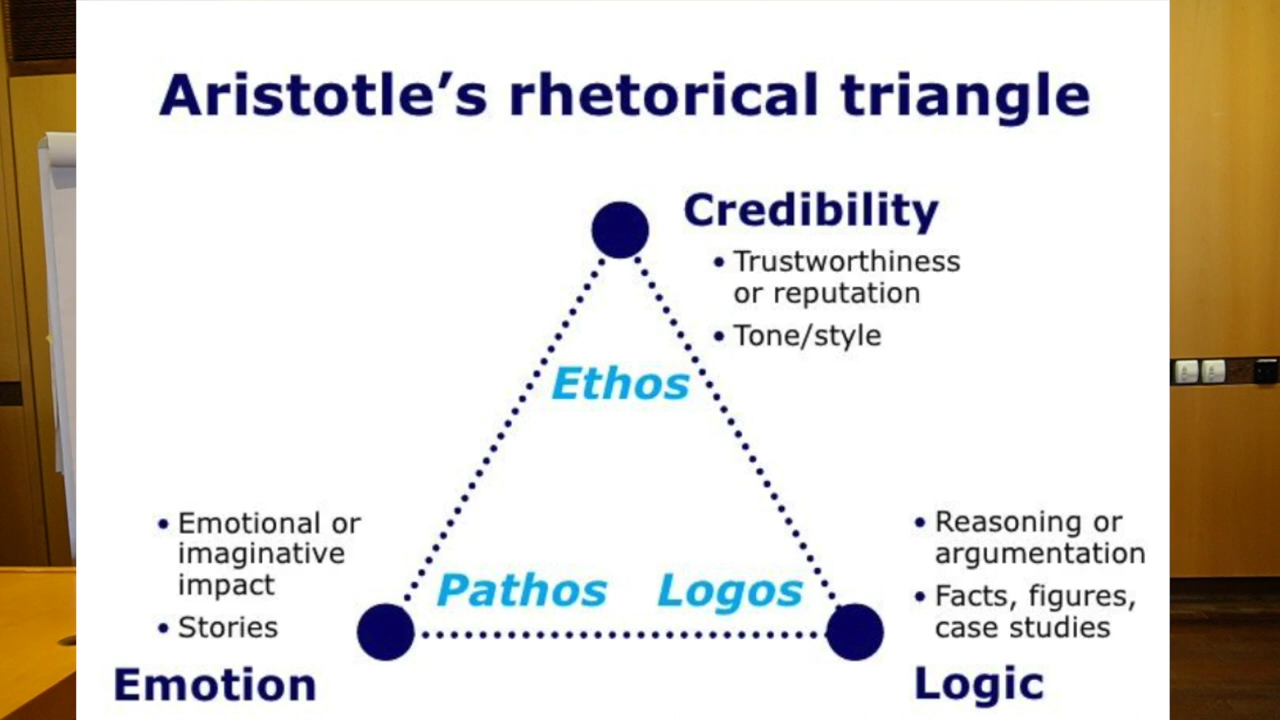 Aristotle’s rhetorical triangle
Credibility
• Trustworthiness
or reputation
• Tone/style
Ethos
• Emotional or
imaginative
impact
• Stories
Pathos
Logos
• Reasoning or
argumentation
• Facts, figures,
case studies
Emotion
Logic